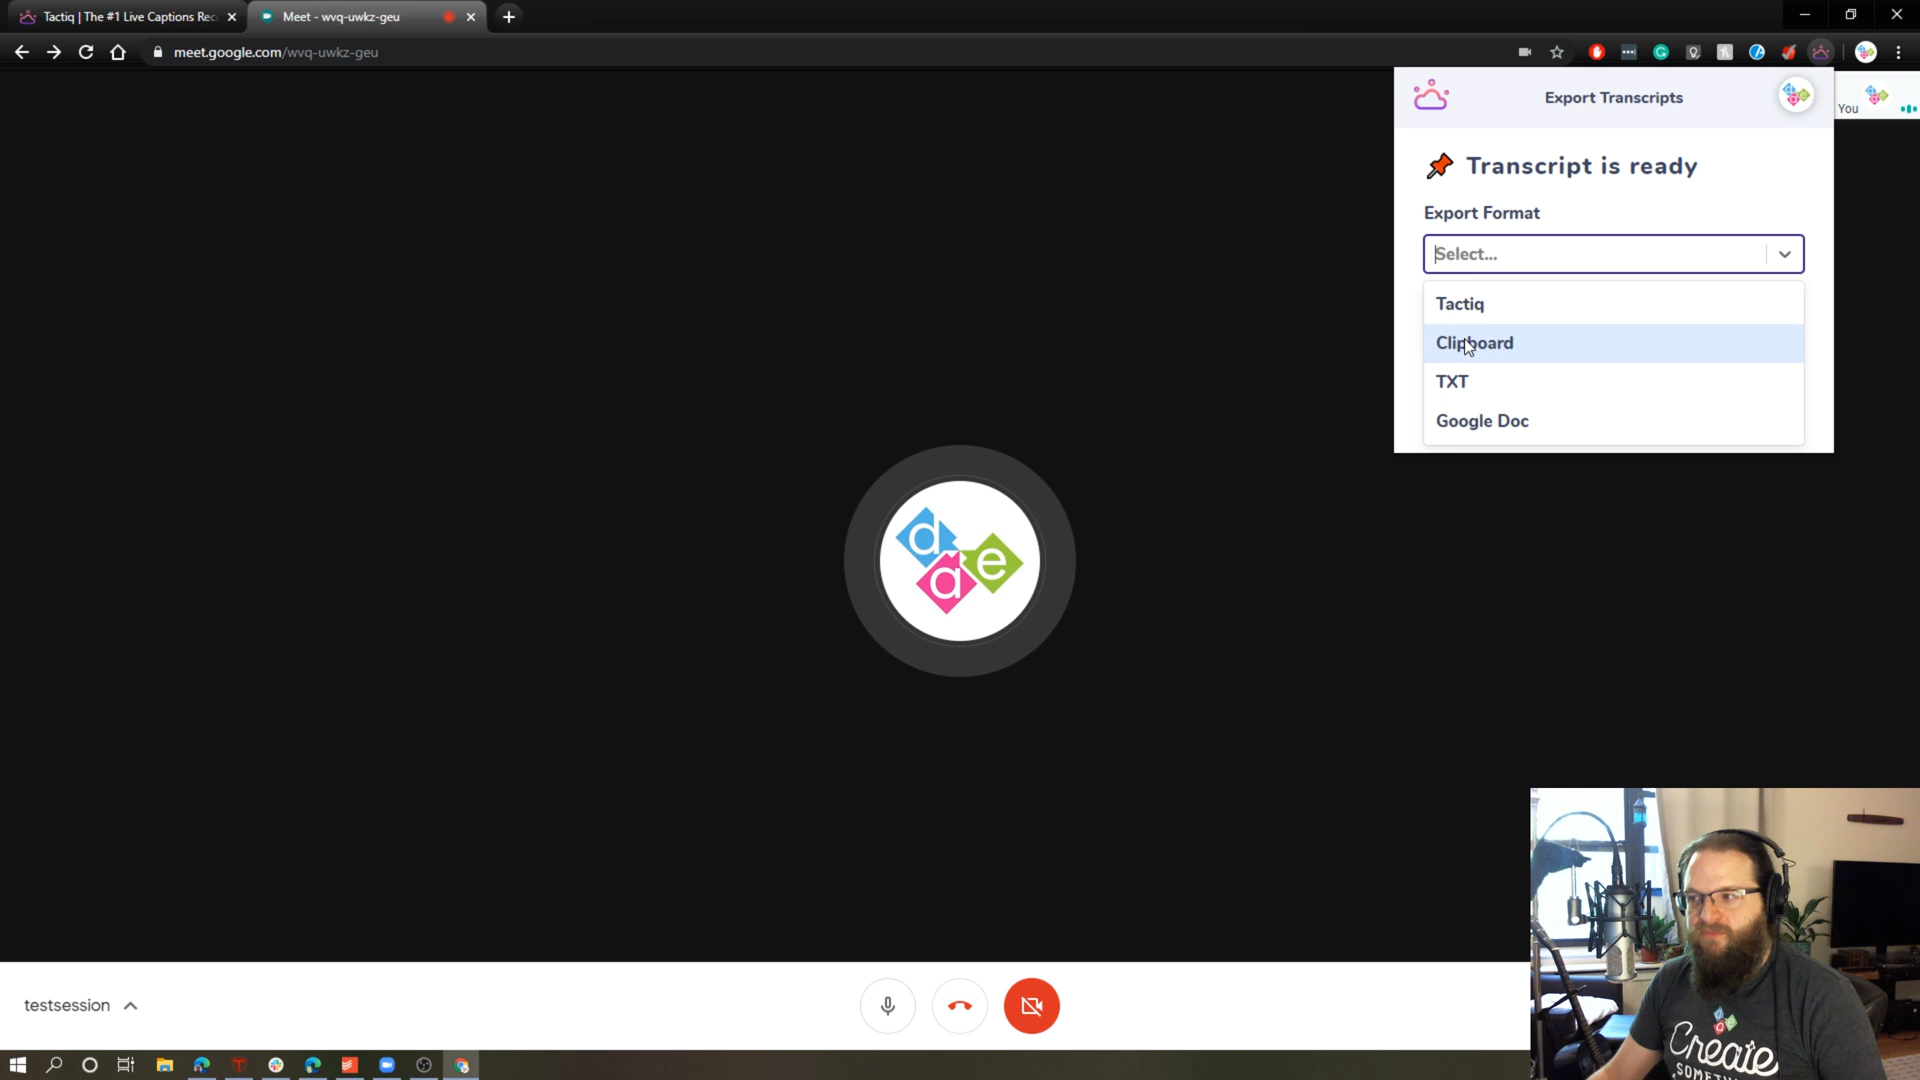 Tactiq | The #1 Live Captions Rec
Meet - wvq-uwkz-geu
meet.google.com/wvq-uwkz-geu
Export Transcripts
You
Transcript is ready
Export Format
Select...
Tactiq
Clipboard
TXT
Google Doc
d
a
e
testsession
Create